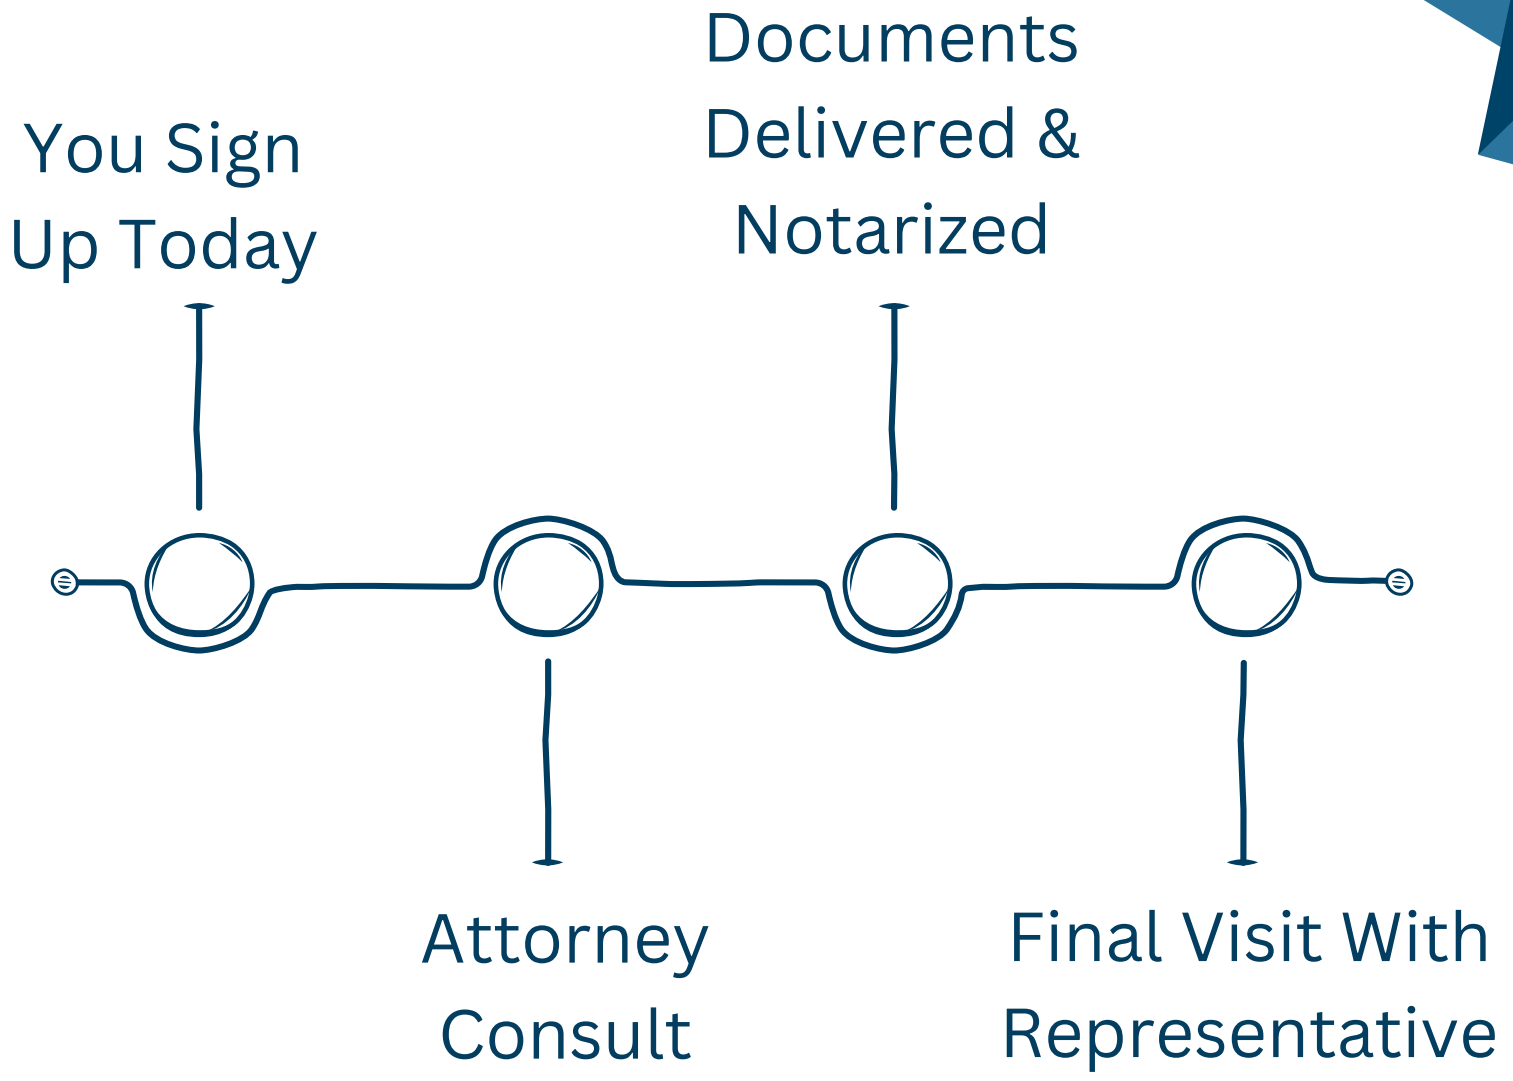 You Sign
Up Today
Attorney
Consult
Documents
Delivered &
Notarized
Final Visit With
Representative